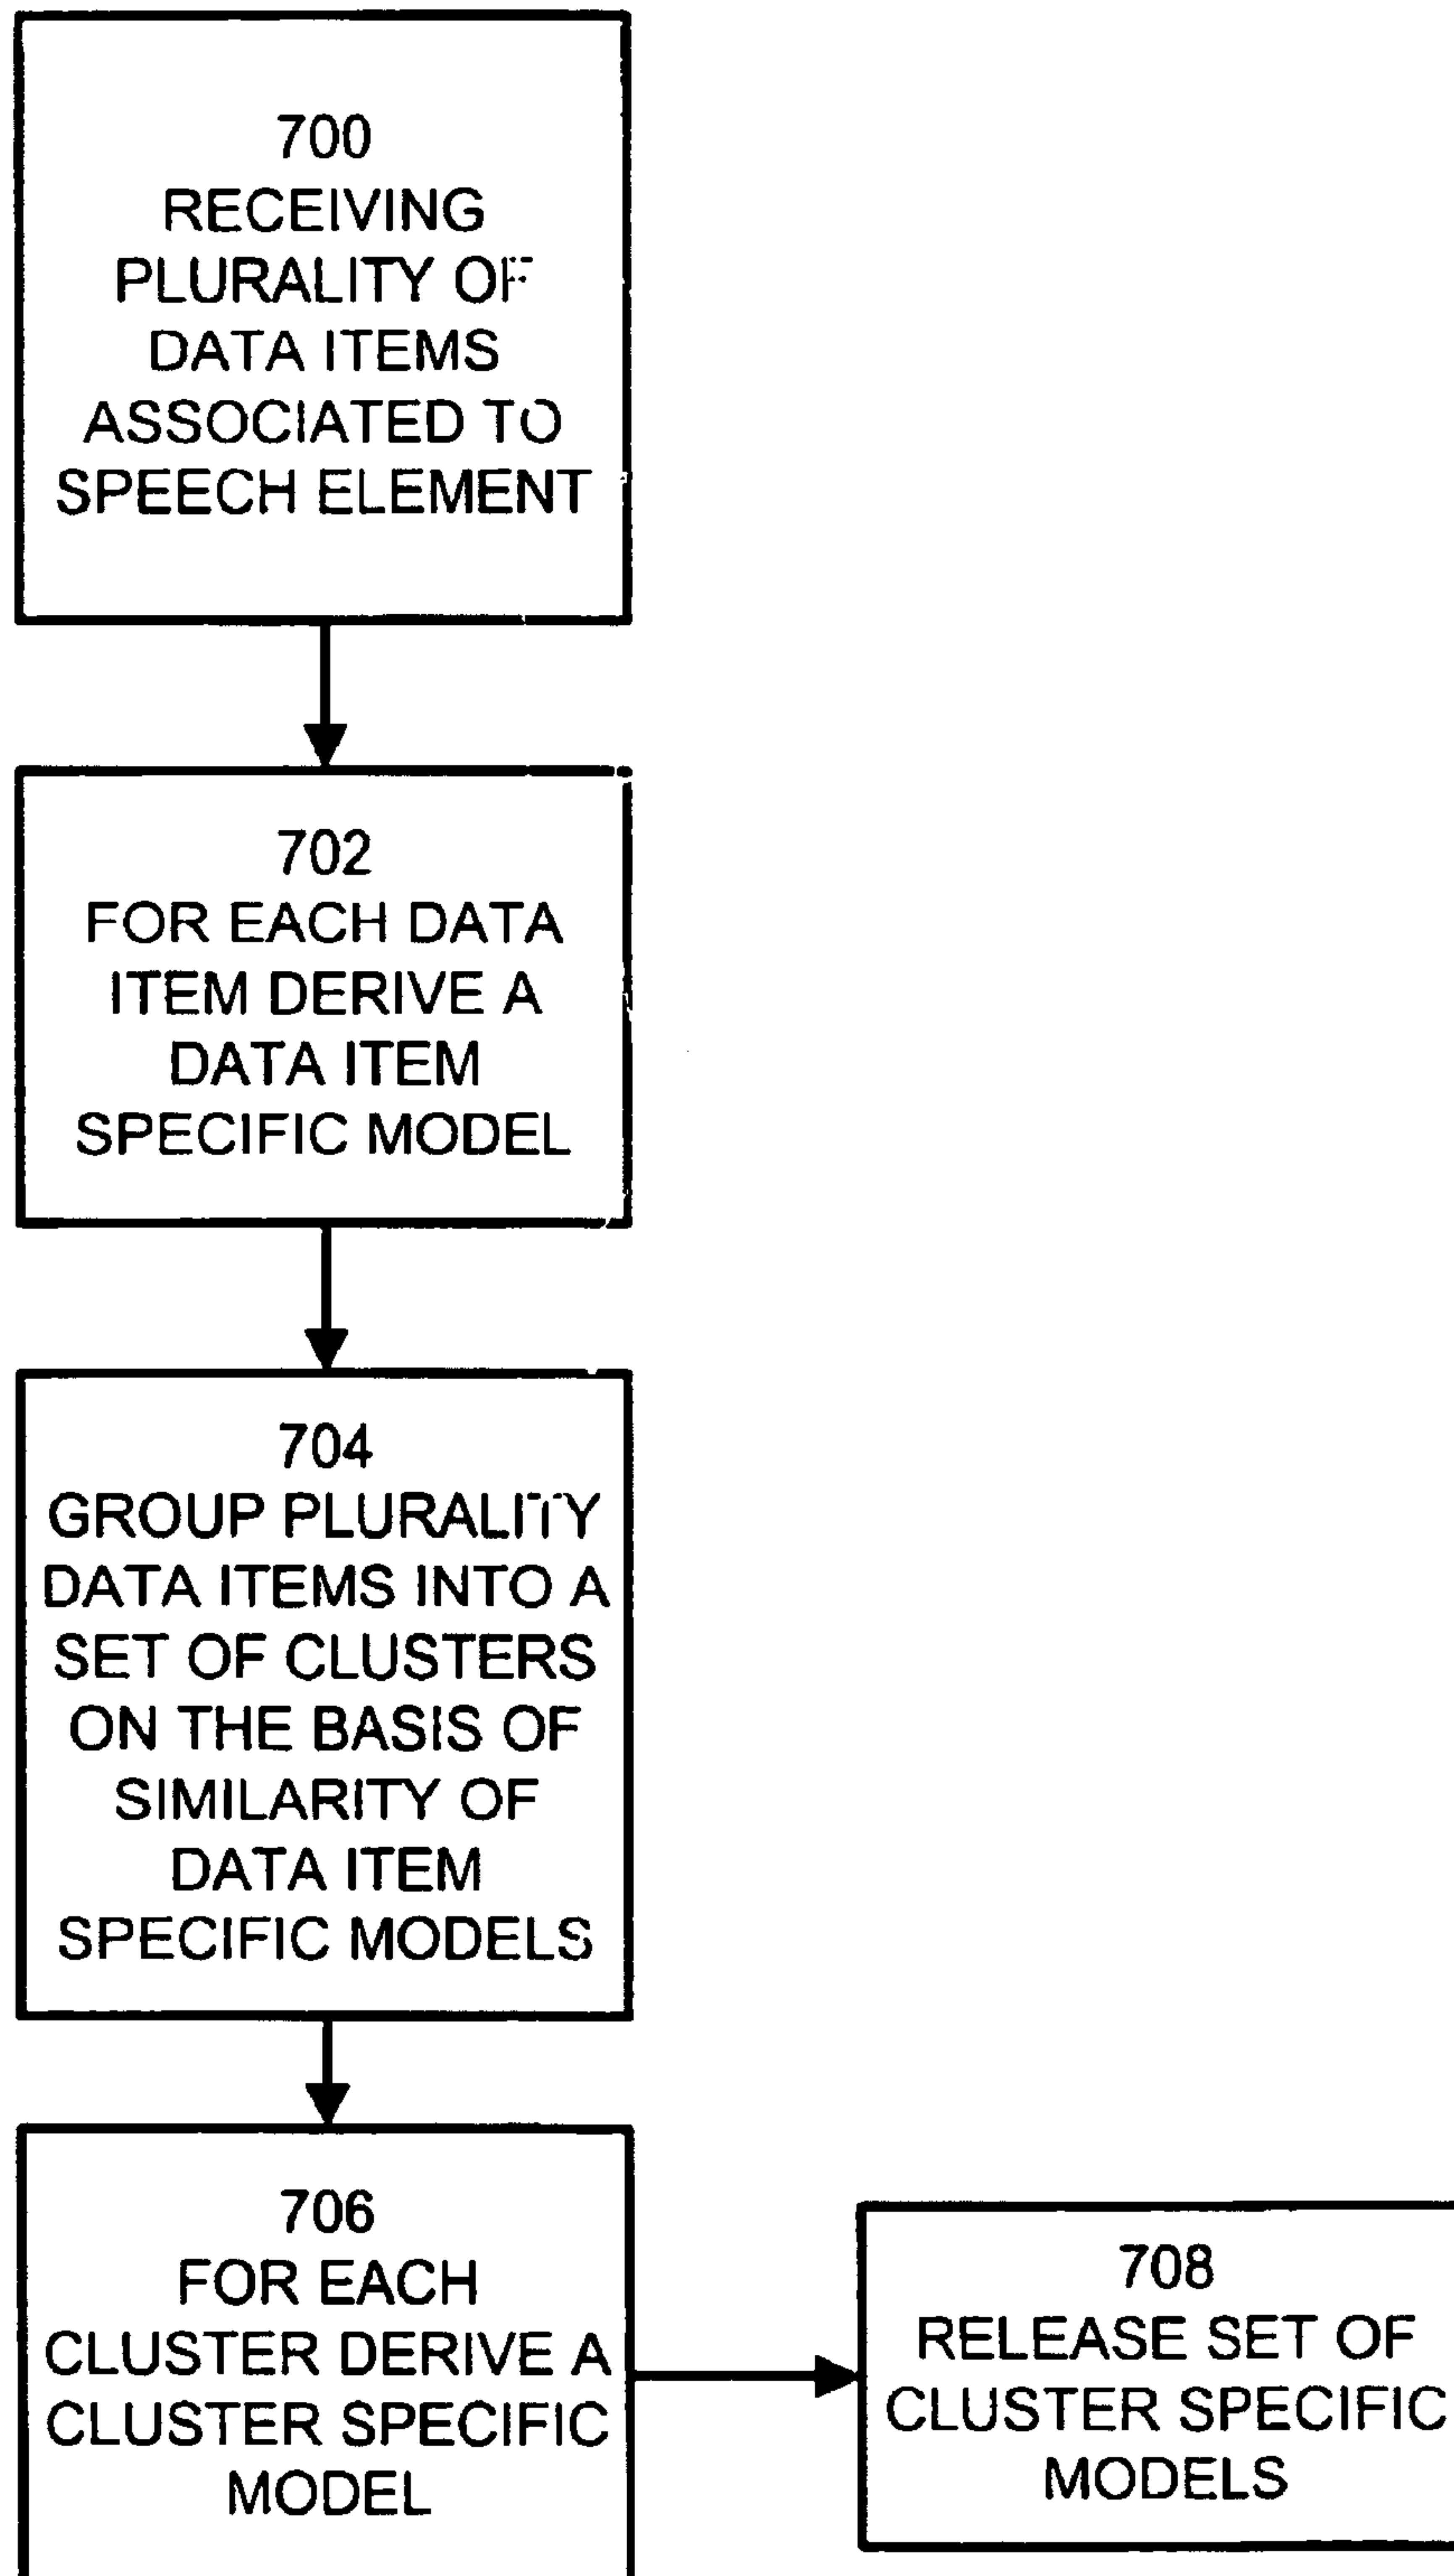 700
RECEIVING
PLURALITY OF
DATA ITEMS
ASSOCIATED TO
SPEECH ELEMENT
702
FOR EACH DATA
ITEM DERIVE A
DATA ITEM
SPECIFIC MODEL
704
GROUP PLURALITY
DATA ITEMS INTO A
SET OF CLUSTERS
ON THE BASIS OF
SIMILARITY OF
DATA ITEM
SPECIFIC MODELS
706
FOR EACH
CLUSTER DERIVE A
CLUSTER SPECIFIC
MODEL
708
RELEASE SET OF
CLUSTER SPECIFIC
MODELS